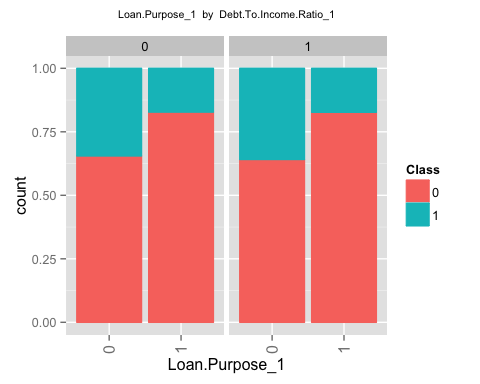 Loan.Purpose_1 by Debt.To.Income.Ratio_1
0 1
1.00
0.75
0.50
0.25
0.00
count
0 1 0 1
Loan.Purpose_1
Class
0
1